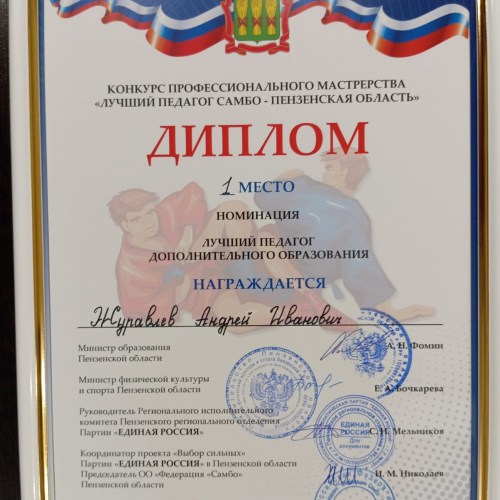 КОНКУРС ПРОФЕССИОНАЛЬНОГО МАСТРЕРСТВА
«ЛУЧШИЙ ПЕДАГОГ САМБО - ПЕНЗЕНСКАЯ ОБЛАСТЬ»
ДИПЛОМ
1 МЕСТО
НОМИНАЦИЯ
ЛУЧШИЙ ПЕДАГОГ
ДОПОЛНИТЕЛЬНОГО ОБРАЗОВАНИЯ
НАГРАЖДАЕТСЯ
Журавлев Андрей Иванович
Министр образования
Пензенской области
А. Н. Фомин
Министр физической культуры
и спорта Пензенской области
Е. А. Бочкарева
Руководитель Регионального исполнительного
комитета Пензенского регионального отделения
Партии «ЕДИНАЯ РОССИЯ»
С. Н. Мельников
ЕДИНАЯ
РОССИЯ
Для
документов
Координатор проекта «Выбор сильных»
Партии «ЕДИНАЯ РОССИЯ» в Пензенской области
Председатель ОО «Федерация «Самбо»
Пензенской области
И. М. Николаев